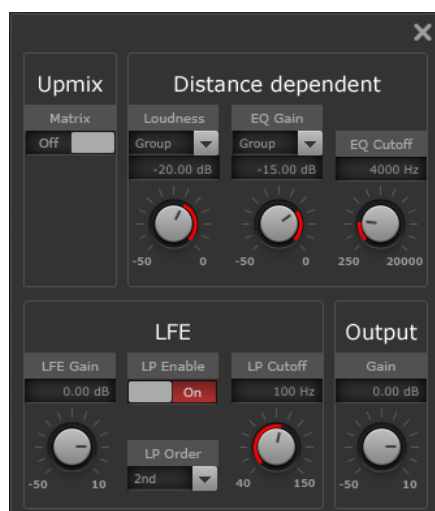 Upmix
Distance dependent
Matrix
Loudness
EQ Gain
Off
Group
Group
EQ Cutoff
-20.00 dB
-15.00 dB
4000 Hz
-50 0
-50 0
250 20000
LFE
Output
LFE Gain
LP Enable
LP Cutoff
Gain
0.00 dB
On
100 Hz
0.00 dB
LP Order
2nd
-50 10
40 150
-50 10